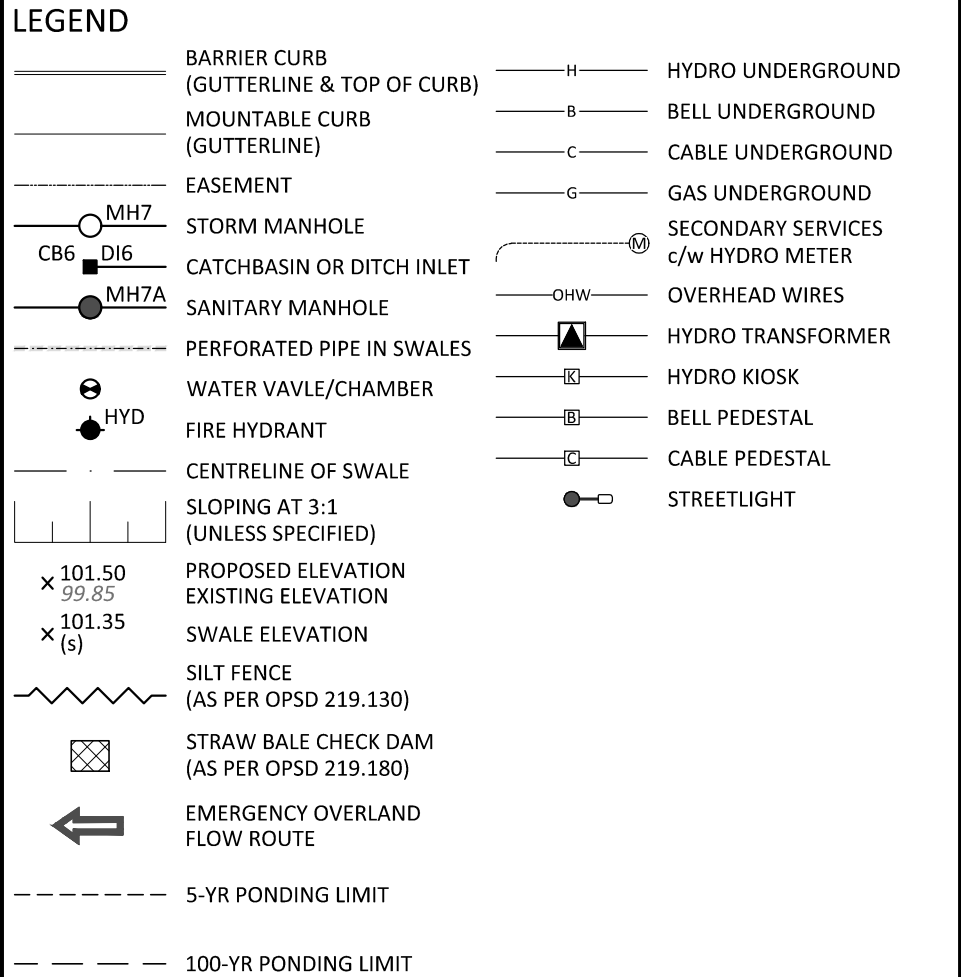 LEGEND
BARRIER CURB
(GUTTERLINE & TOP OF CURB)
MOUNTABLE CURB
(GUTTERLINE)
EASEMENT
MH7
STORM MANHOLE
CB6 DI6
CATCHBASIN OR DITCH INLET
MH7A
SANITARY MANHOLE
PERFORATED PIPE IN SWALES
WATER VAVLE/CHAMBER
HYD
FIRE HYDRANT
CENTRELINE OF SWALE
SLOPING AT 3:1
(UNLESS SPECIFIED)
101.50
99.85
PROPOSED ELEVATION
EXISTING ELEVATION
101.35
(s)
SWALE ELEVATION
SILT FENCE
(AS PER OPSD 219.130)
STRAW BALE CHECK DAM
(AS PER OPSD 219.180)
EMERGENCY OVERLAND
FLOW ROUTE
5-YR PONDING LIMIT
100-YR PONDING LIMIT
H HYDRO UNDERGROUND
B BELL UNDERGROUND
C CABLE UNDERGROUND
G GAS UNDERGROUND
M
SECONDARY SERVICES
c/w HYDRO METER
OHW OVERHEAD WIRES
HYDRO TRANSFORMER
K HYDRO KIOSK
B BELL PEDESTAL
C CABLE PEDESTAL
STREETLIGHT